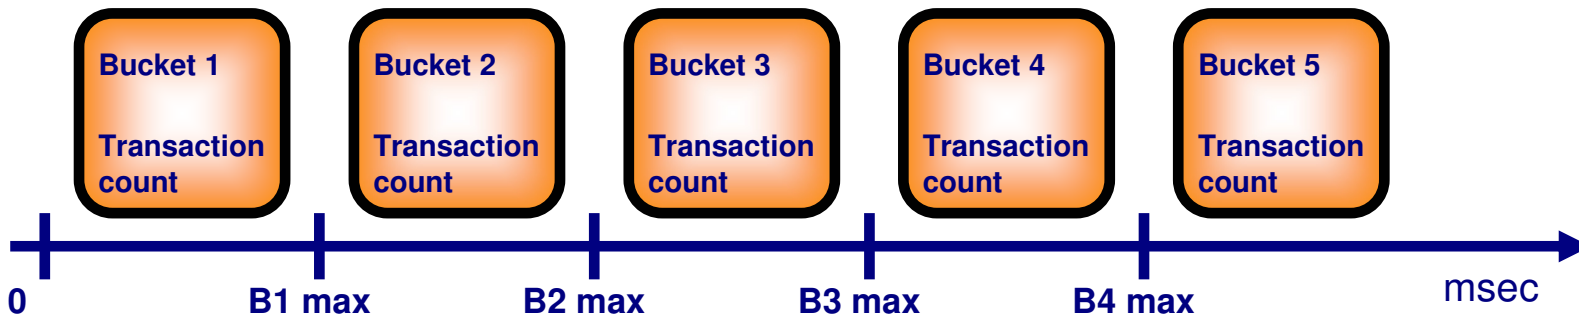 Bucket 1
Transaction
count
Bucket 2
Transaction
count
Bucket 3
Transaction
count
Bucket 4
Transaction
count
Bucket 5
Transaction
count
0
B1 max
B2 max
B3 max
B4 max
msec